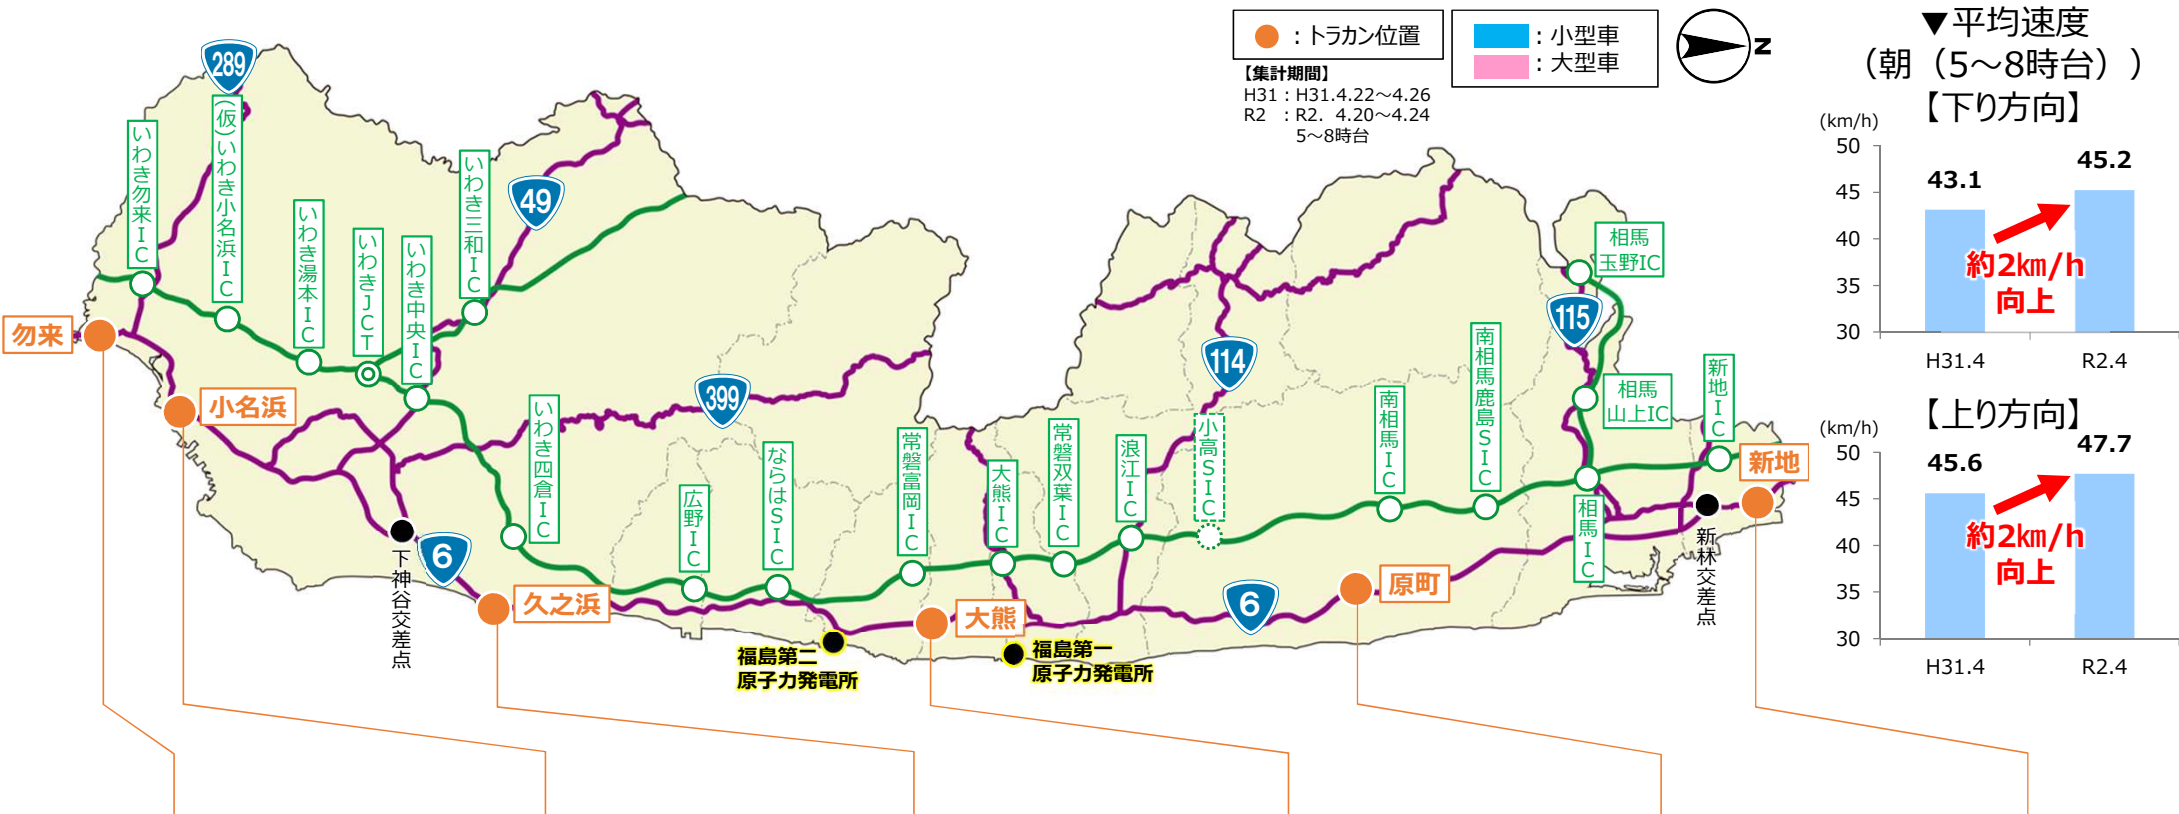 ：トラカン位置
：小型車
：大型車
N
【集計期間】
H31：H31.4.22～4.26
R2 ：R2. 4.20～4.24
5～8時台
▼平均速度
（朝（5～8時台））
【下り方向】
(km/h)
50
45
40
35
30
43.1
45.2
約2㎞/h
向上
H31.4
R2.4
【上り方向】
(km/h)
50
45
40
35
30
45.6
47.7
約2㎞/h
向上
H31.4
R2.4
289
49
399
114
115
6
6
いわき勿来IC
(仮)いわき小名浜IC
いわき湯本IC
いわきJCT
いわき中央IC
いわき三和IC
いわき四倉IC
広野IC
ならはSIC
常磐富岡IC
大熊IC
常磐双葉IC
浪江IC
小高SIC
南相馬IC
南相馬鹿島SIC
相馬
玉野IC
相馬
山上IC
相馬IC
新地IC
勿来
小名浜
久之浜
大熊
原町
新地
下神谷交差点
新林交差点
福島第二
原子力発電所
福島第一
原子力発電所